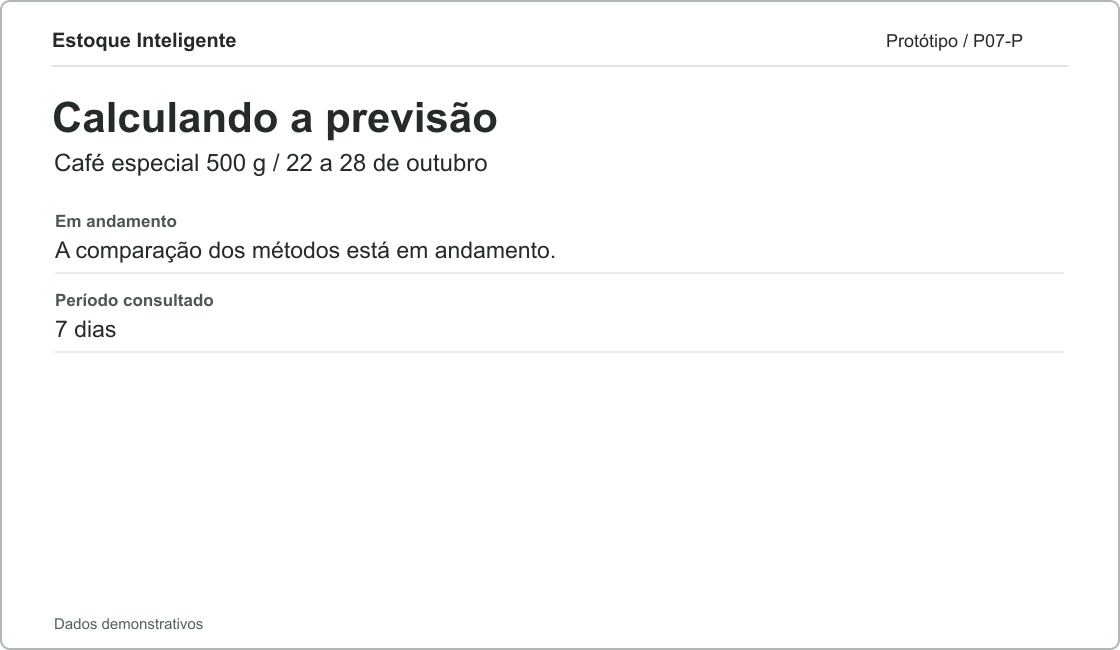 Estoque Inteligente
Protótipo / P07-P
Calculando a previsão
Café especial 500 g / 22 a 28 de outubro
Em andamento
A comparação dos métodos está em andamento.
Período consultado
7 dias
Dados demonstrativos